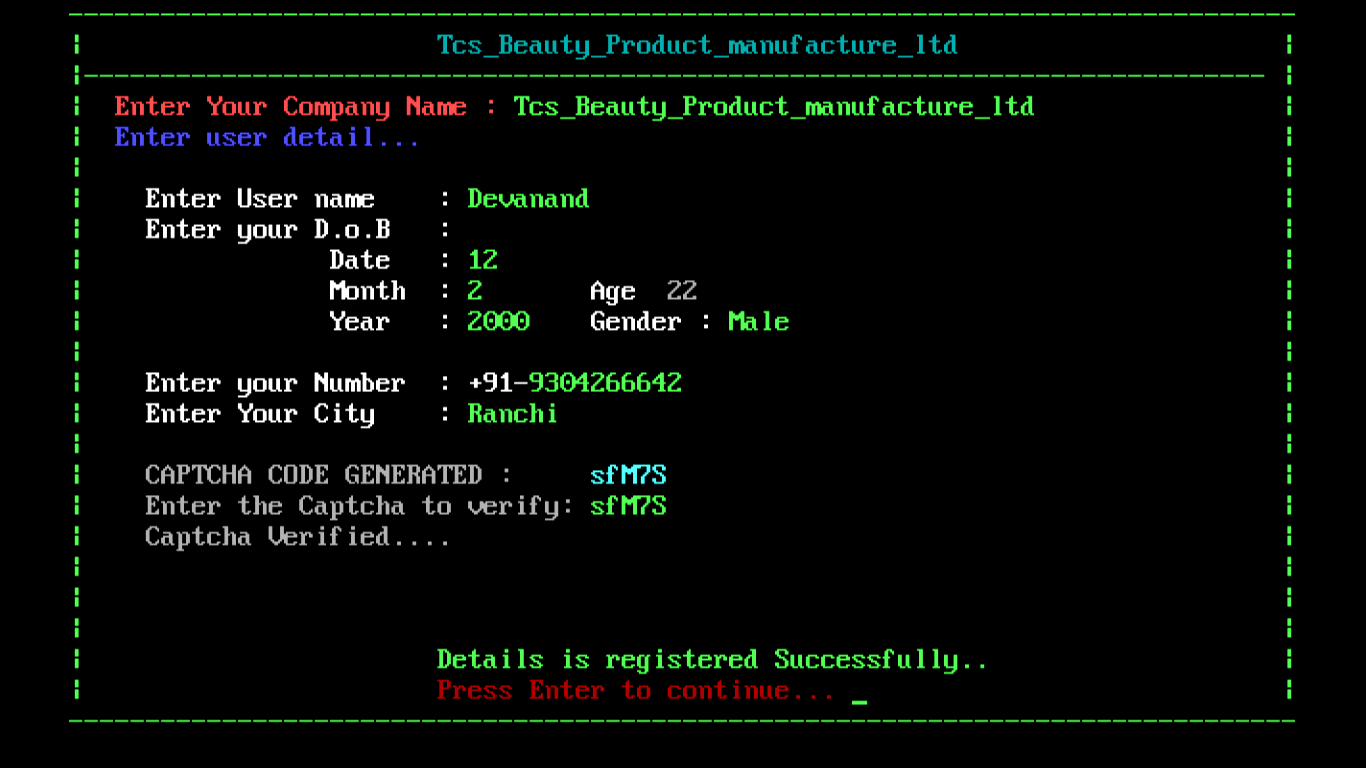 Tcs_Beauty_Product_manufacture_ltd
Enter Your Company Name : Tcs_Beauty_Product_manufacture_ltd
Enter user detail...
Enter User name : Devanand
Enter your D.o.B :
Date : 12
Month : 2 Age 22
Year : 2000 Gender : Male
Enter your Number : +91-9304266642
Enter Your City : Ranchi
CAPTCHA CODE GENERATED : sfM7S
Enter the Captcha to verify: sfM7S
Captcha Verified....
Details is registered Successfully..
Press Enter to continue... _